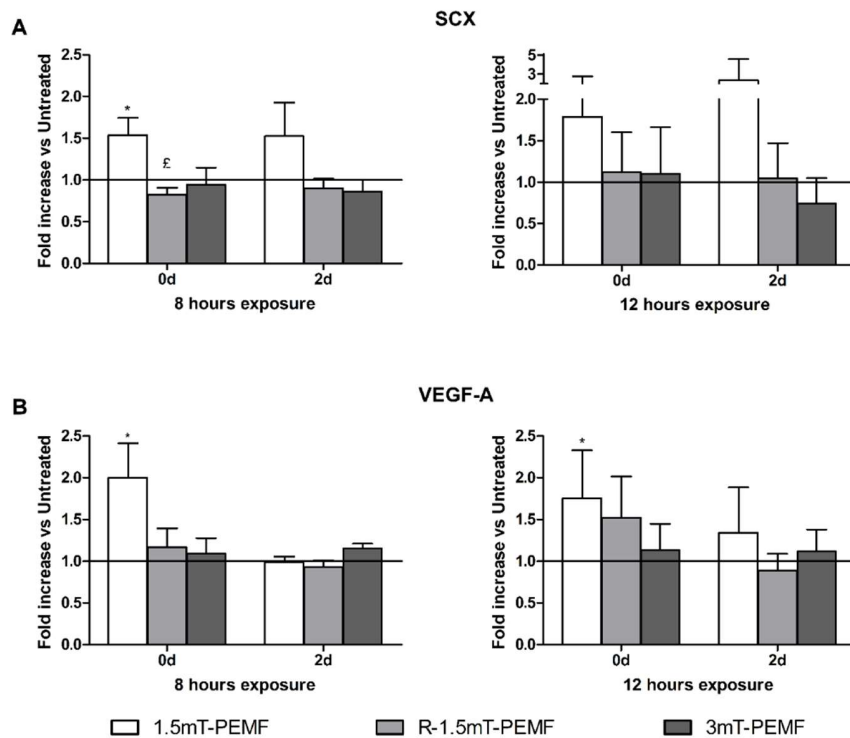 SCX
A
Fold increase vs Untreated
2.5
2.0
1.5
1.0
0.5
0.0
*
£
0d
2d
8 hours exposure
Fold increase vs Untreated
5
3
2.0
1.5
1.0
0.5
0.0
0d
2d
12 hours exposure
VEGF-A
B
Fold increase vs Untreated
2.5
2.0
1.5
1.0
0.5
0.0
*
0d
2d
8 hours exposure
Fold increase vs Untreated
2.5
2.0
1.5
1.0
0.5
0.0
*
0d
2d
12 hours exposure
1.5mT-PEMF R-1.5mT-PEMF 3mT-PEMF